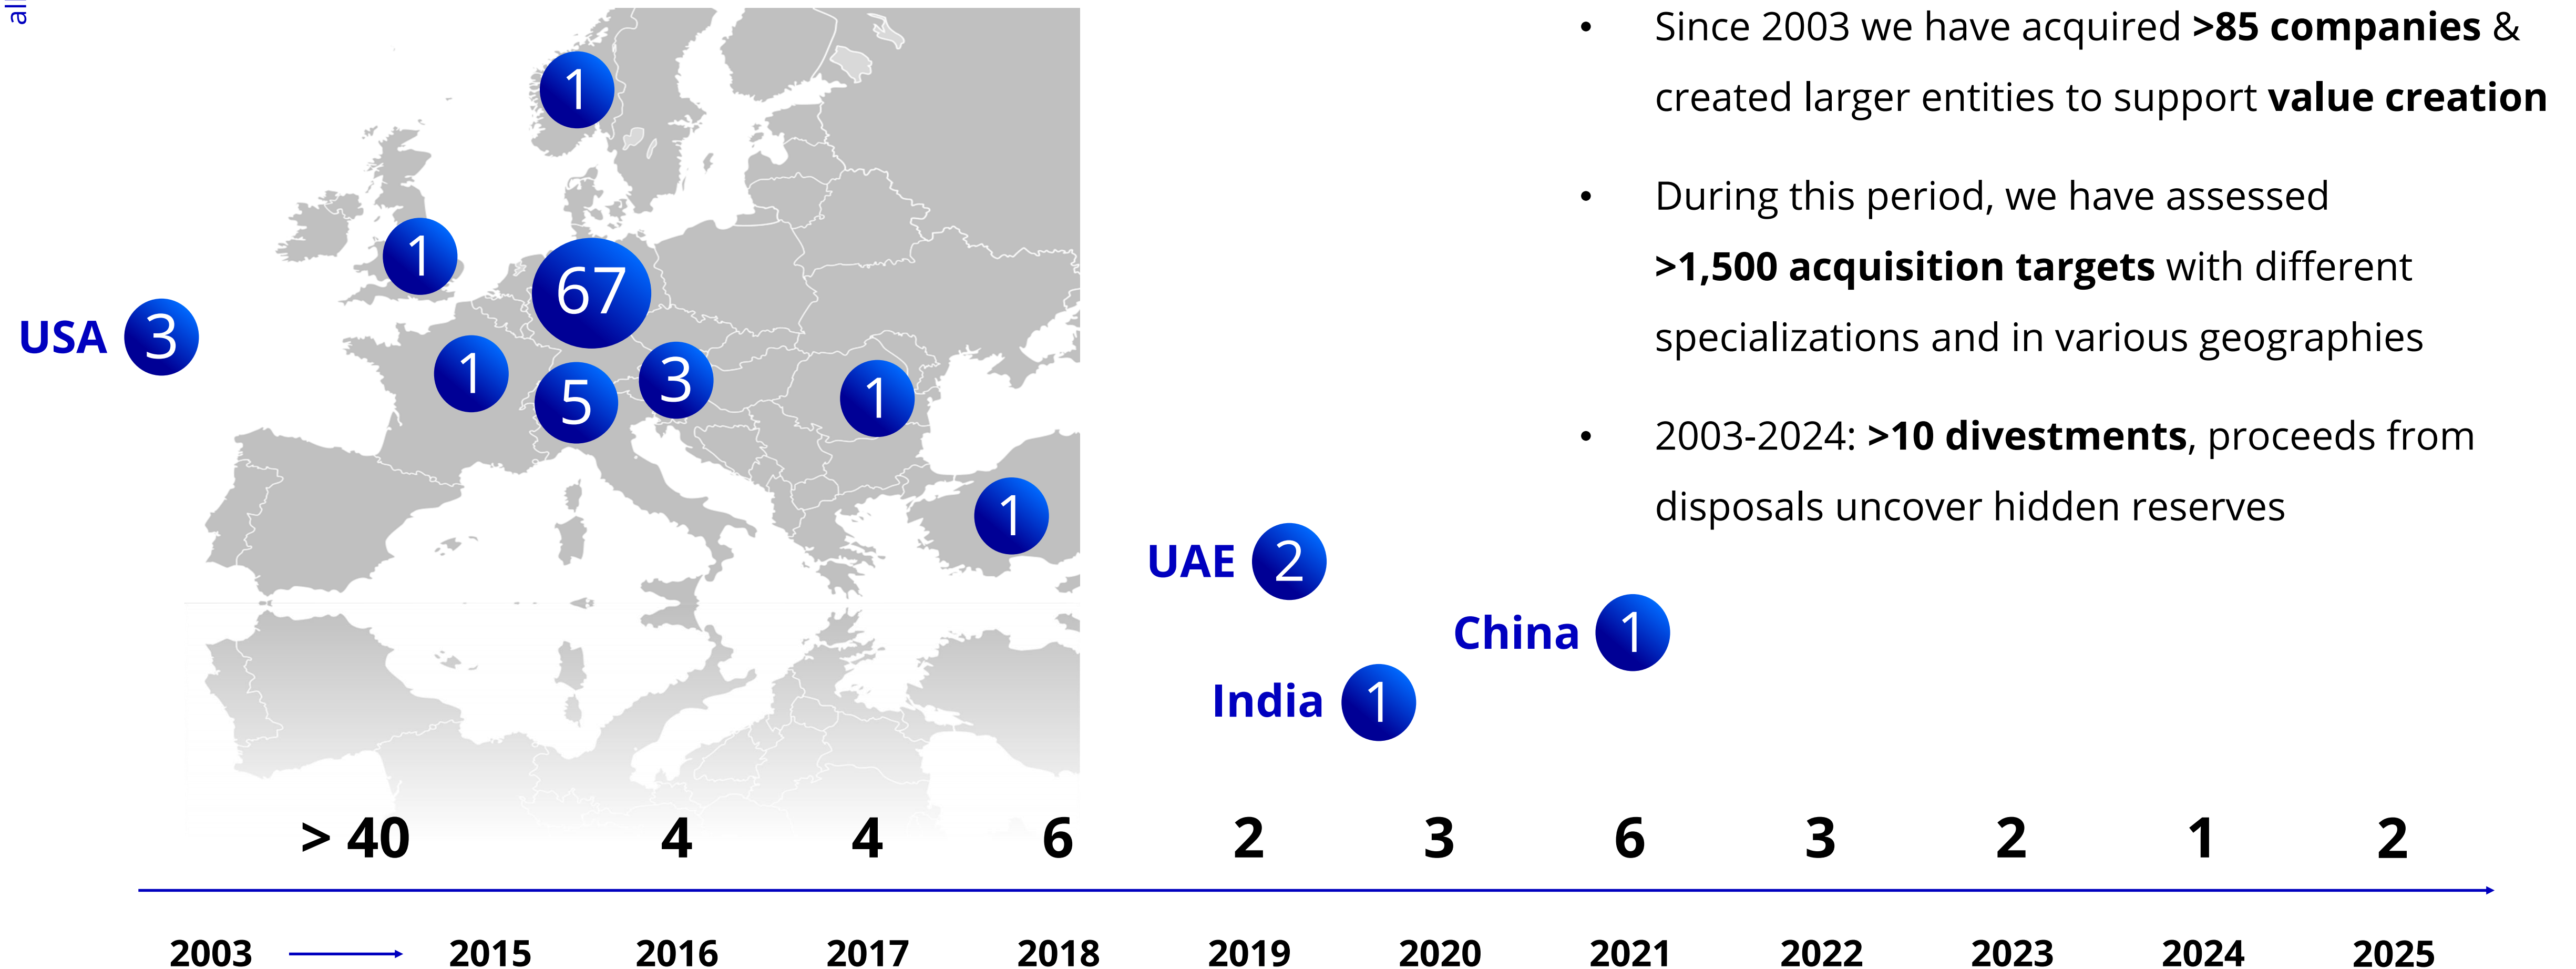 all
• Since 2003 we have acquired >85 companies &
created larger entities to support value creation
• During this period, we have assessed
>1,500 acquisition targets with different
specializations and in various geographies
• 2003-2024: >10 divestments, proceeds from
disposals uncover hidden reserves
1
1
67
USA 3
1
5
3
1
1
UAE 2
China 1
India 1
> 40 4 4 6 2 3 6 3 2 1 2
2003 2015 2016 2017 2018 2019 2020 2021 2022 2023 2024 2025